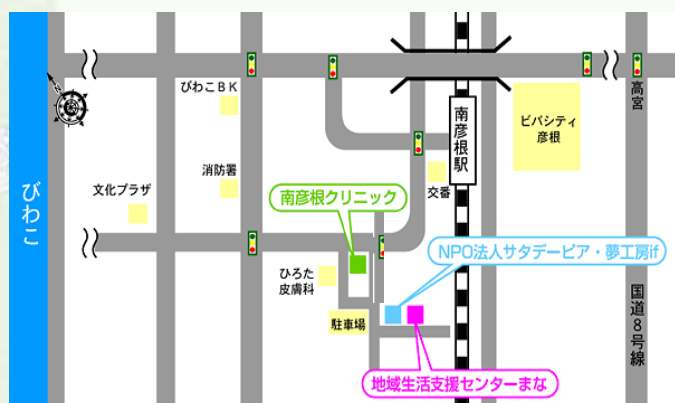 びわこ
びわこＢＫ
消防署
文化プラザ
南彦根クリニック
ひろた
皮膚科
駐車場
南彦根駅
交番
ビバシティ
彦根
高宮
国道８号線
NPO法人サタデーピア・夢工房if
地域生活支援センターまな
N